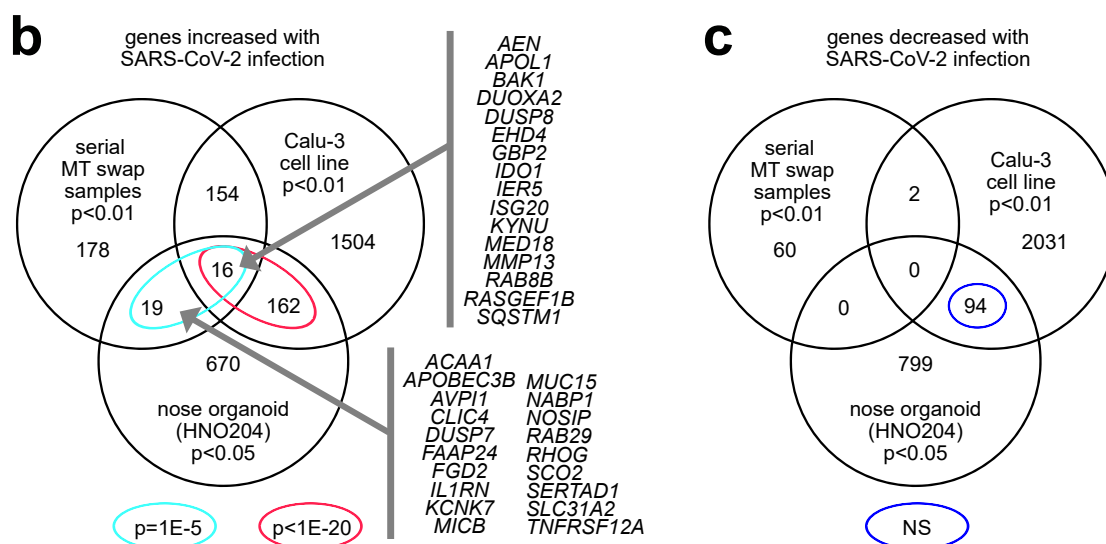 b
genes increased with
SARS-CoV-2 infection
serial
MT swap
samples
p<0.01
178
154
Calu-3
cell line
p<0.01
1504
16
19
162
670
nose organoid
(HNO204)
p<0.05
p=1E-5
p<1E-20
AEN
APOL1
BAK1
DUOXA2
DUSP8
EHD4
GBP2
IDO1
IER5
ISG20
KYNU
MED18
MMP13
RAB8B
RASGEF1B
SQSTM1
ACAA1
APOBEC3B
AVPI1
CLIC4
DUSP7
FAAP24
FGD2
IL1RN
KCNK7
MICB
MUC15
NABP1
NOSIP
RAB29
RHOG
SCO2
SERTAD1
SLC31A2
TNFRSF12A
c
genes decreased with
SARS-CoV-2 infection
serial
MT swap
samples
p<0.01
60
2
Calu-3
cell line
p<0.01
2031
0
0
94
799
nose organoid
(HNO204)
p<0.05
NS